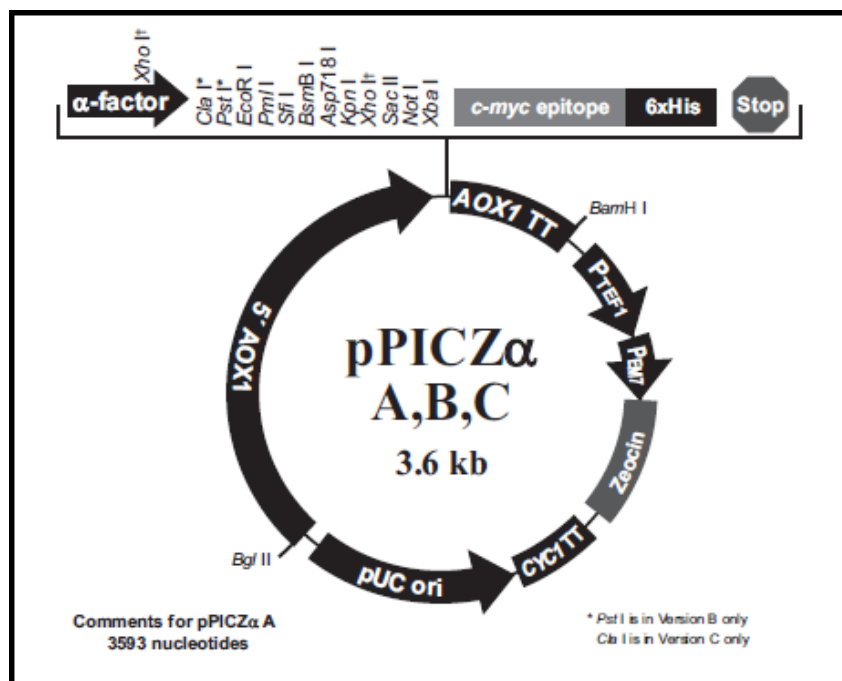 Xho I†
α-factor
Cla I*
Pst I*
EcoR I
Pml I
Sfi I
BsmB I
Asp718 I
Kpn I
Xho I†
Sac II
Not I
Xba I
c-myc epitope
6xHis
Stop
AOX1 TT
BamH I
PTEF1
PEM7
Zeocin
CYC1 TT
pUC ori
Bgl II
5´ AOX1
pPICZα
A,B,C
3.6 kb
Comments for pPICZα A
3593 nucleotides
* Pst I is in Version B only
Cla I is in Version C only